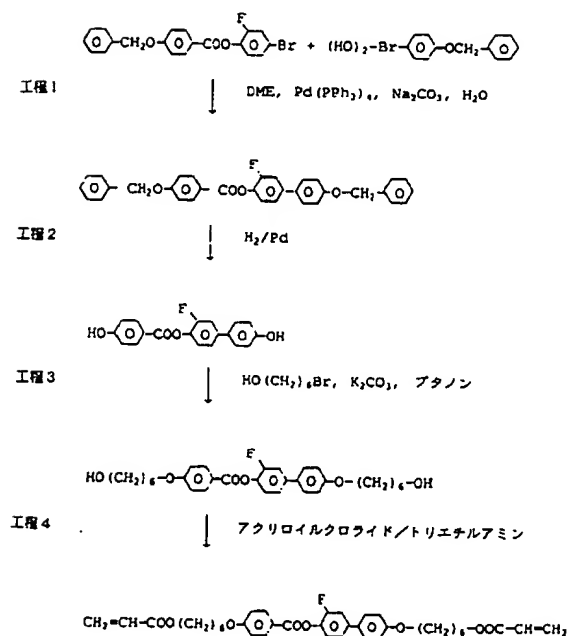 F
CH₂O COO Br + (HO)₂-Br O-CH₂
工程1 DME, Pd(PPh₃)₄, Na₂CO₃, H₂O
F
CH₂O COO O-CH₂
工程2 H₂/Pd
F
HO COO OH
工程3 HO(CH₂)₆Br, K₂CO₃, ブタノン
F
HO(CH₂)₆-O COO O-(CH₂)₆-OH
工程4 アクリロイルクロライド/トリエチルアミン
F
CH₂=CH-COO(CH₂)₆O COO O-(CH₂)₆-OOC-CH=CH₂